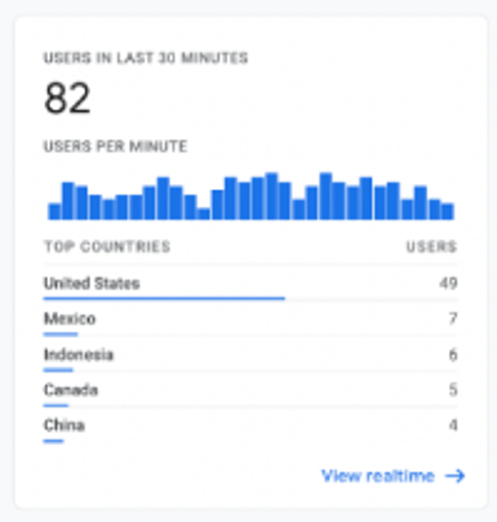 USERS IN LAST 30 MINUTES
82
USERS PER MINUTE
TOP COUNTRIES USERS
United States 49
Mexico 7
Indonesia 6
Canada 5
China 4
View realtime →